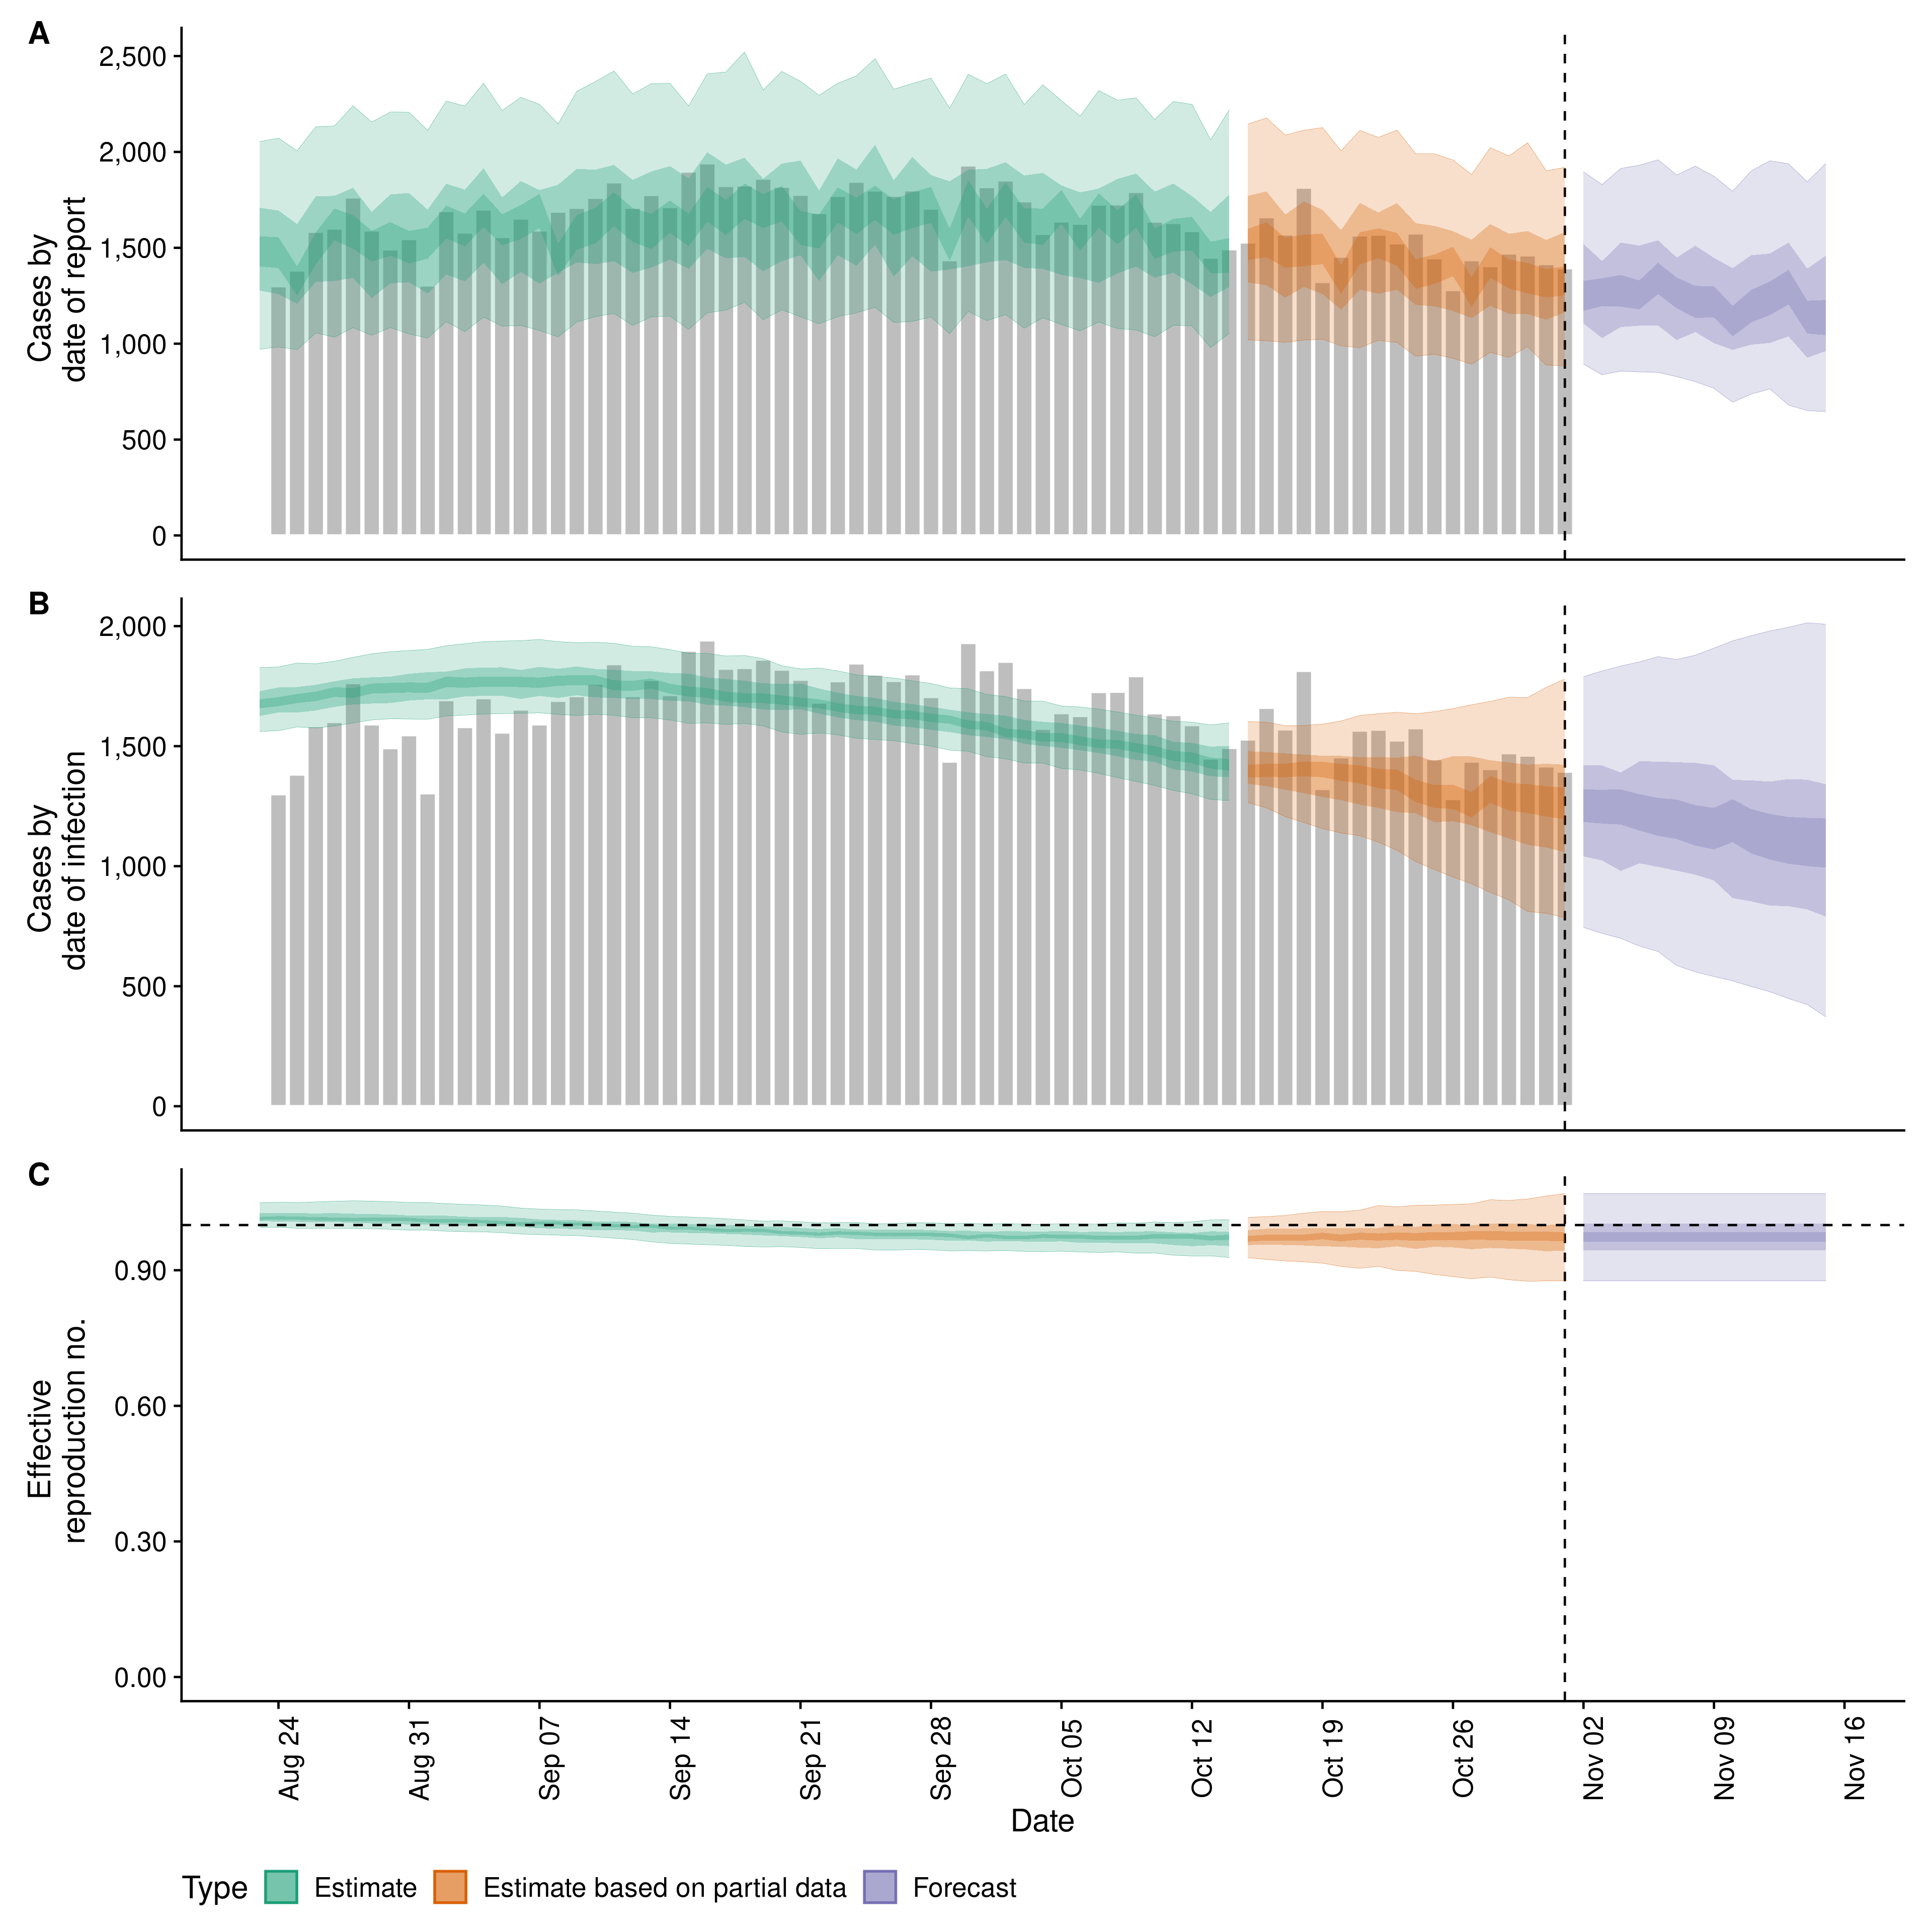 A
Cases by
date of report
2,500
2,000
1,500
1,000
500
0
B
Cases by
date of infection
2,000
1,500
1,000
500
0
C
Effective
reproduction no.
0.90
0.60
0.30
0.00
Aug 24
Aug 31
Sep 07
Sep 14
Sep 21
Sep 28
Oct 05
Oct 12
Oct 19
Oct 26
Nov 02
Nov 09
Nov 16
Date
Type
Estimate
Estimate based on partial data
Forecast